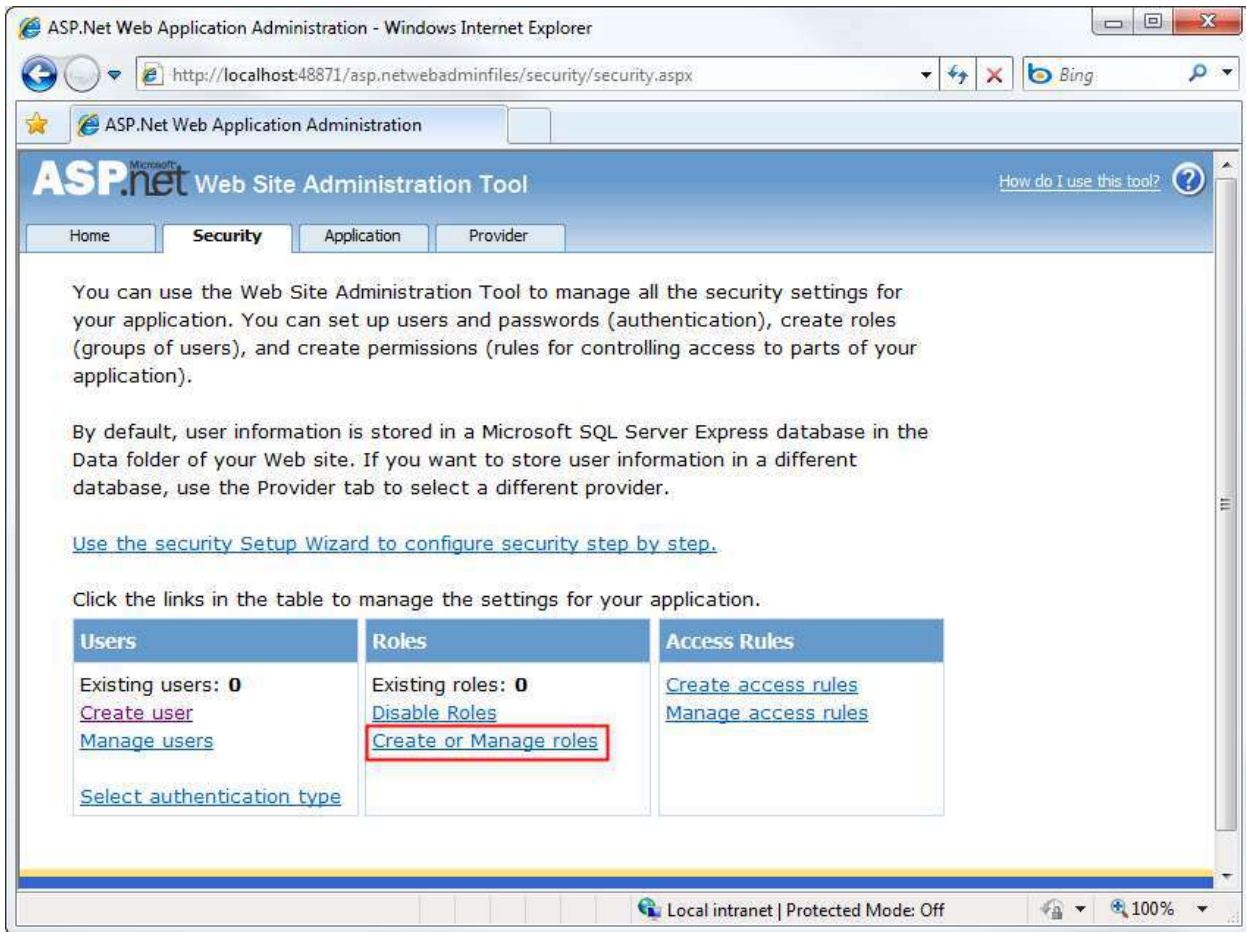 ASP.Net Web Application Administration - Windows Internet Explorer
http://localhost:48871/asp.netwebadminfiles/security/security.aspx
Bing
ASP.Net Web Application Administration
Microsoft
ASP.net Web Site Administration Tool
How do I use this tool? ?
Home Security Application Provider
You can use the Web Site Administration Tool to manage all the security settings for
your application. You can set up users and passwords (authentication), create roles
(groups of users), and create permissions (rules for controlling access to parts of your
application).
By default, user information is stored in a Microsoft SQL Server Express database in the
Data folder of your Web site. If you want to store user information in a different
database, use the Provider tab to select a different provider.
Use the security Setup Wizard to configure security step by step.
Click the links in the table to manage the settings for your application.
Users Roles Access Rules
Existing users: 0 Existing roles: 0 Create access rules
Create user Disable Roles Manage access rules
Manage users Create or Manage roles
Select authentication type
Local intranet | Protected Mode: Off 100%